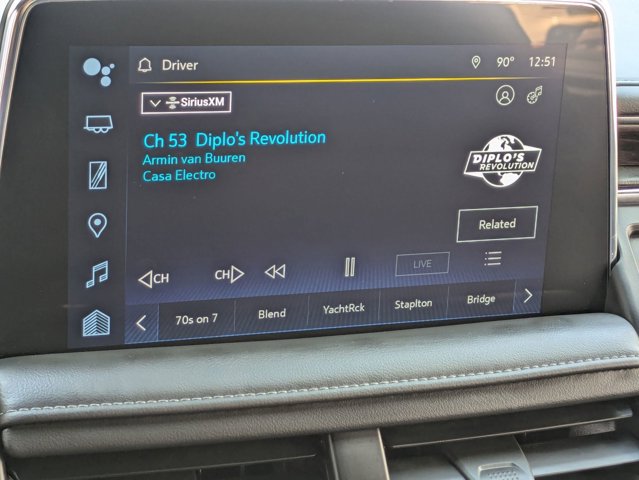 Driver 90° 12:51
SiriusXM
Ch 53 Diplo's Revolution
Armin van Buuren
Casa Electro
DIPLO'S
REVOLUTION
Related
CH CH LIVE
70s on 7 Blend YachtRck Staplton Bridge